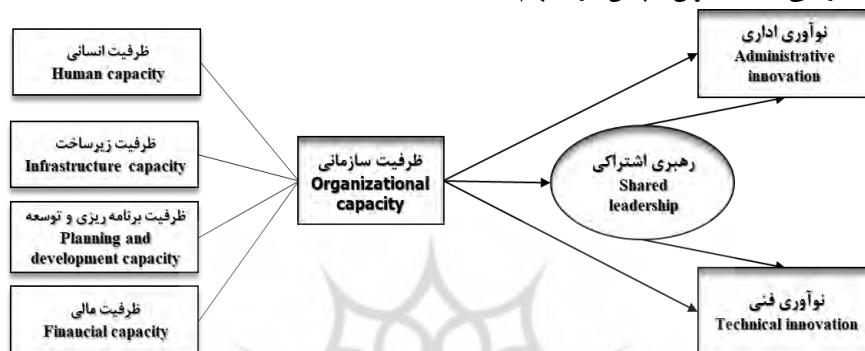 ظرفیت انسانی
Human capacity
ظرفیت زیرساخت
Infrastructure capacity
ظرفیت برنامه ریزی و توسعه
Planning and
development capacity
ظرفیت مالی
Financial capacity
ظرفیت سازمانی
Organizational
capacity
رهبری اشتراکی
Shared
leadership
نوآوری اداری
Administrative
innovation
نوآوری فنی
Technical innovation